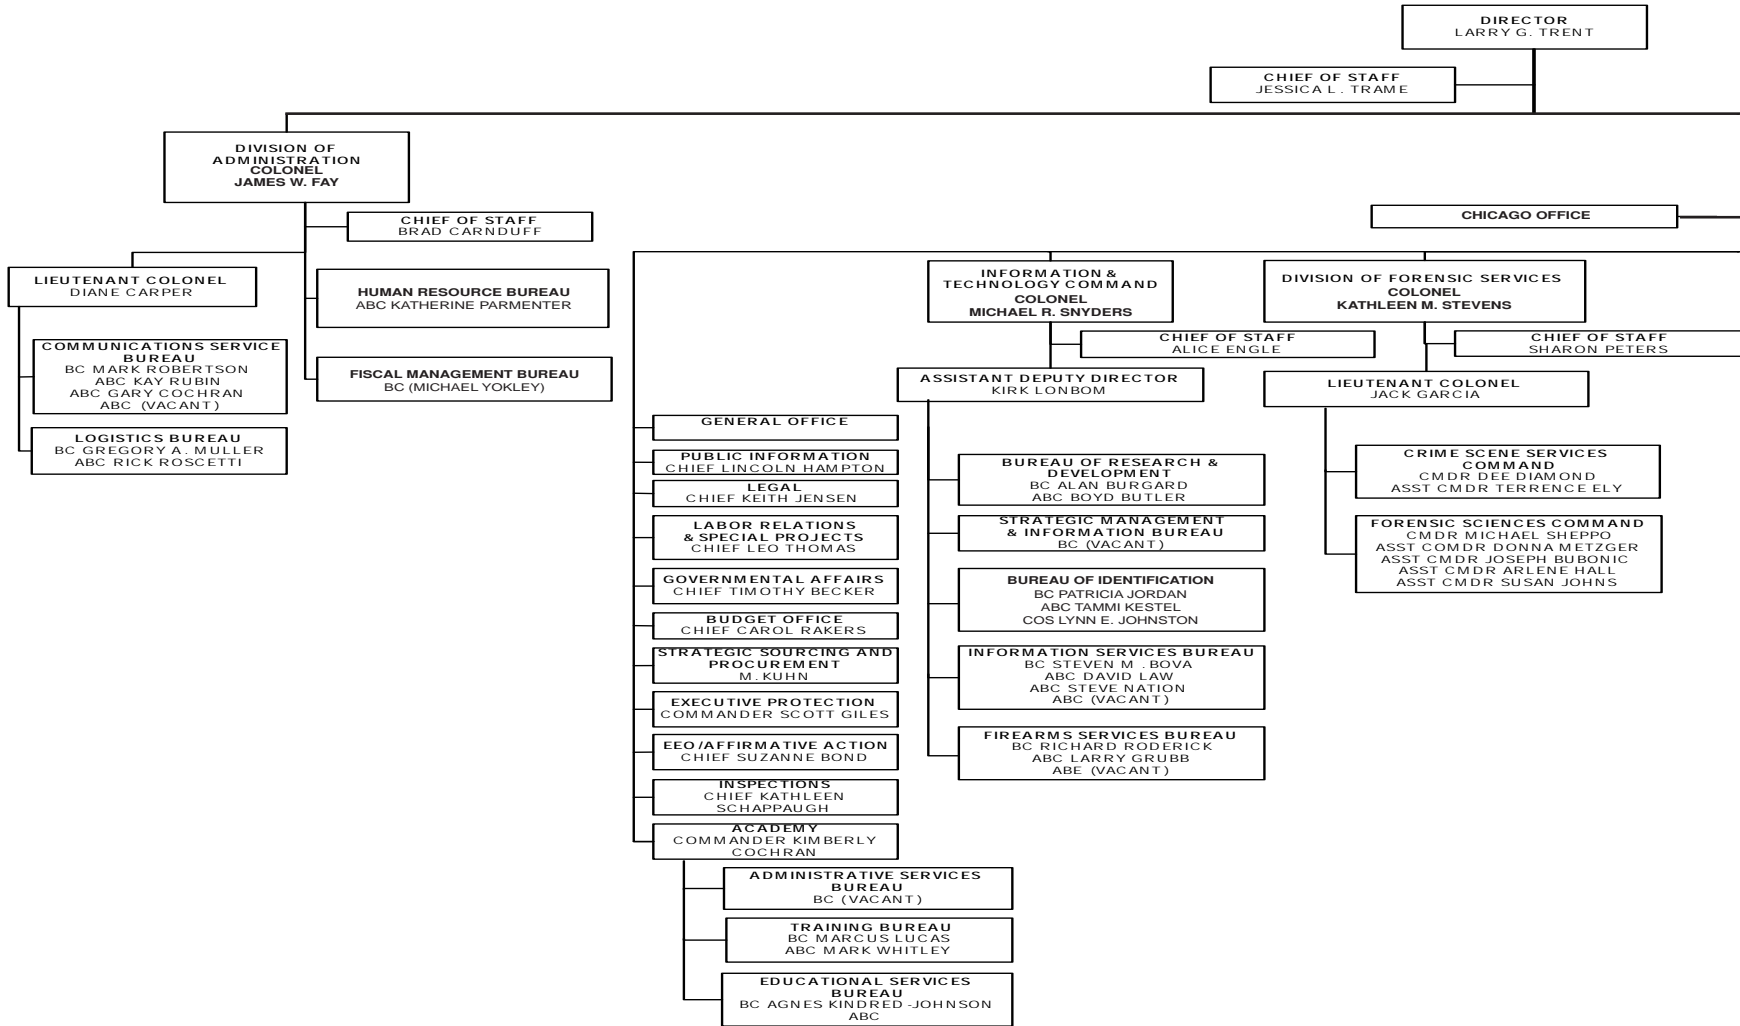 DIRECTOR
LARRY G. TRENT
CHIEF OF STAFF
JESSICA L. TRAME
DIVISION OF
ADMINISTRATION
COLONEL
JAMES W. FAY
CHIEF OF STAFF
BRAD CARNDUFF
LIEUTENANT COLONEL
DIANE CARPER
HUMAN RESOURCE BUREAU
ABC KATHERINE PARMENTER
COMMUNICATIONS SERVICE
BUREAU
BC MARK ROBERTSON
ABC KAY RUBIN
ABC GARY COCHRAN
ABC (VACANT)
FISCAL MANAGEMENT BUREAU
BC (MICHAEL YOKLEY)
LOGISTICS BUREAU
BC GREGORY A. MULLER
ABC RICK ROSCETTI
CHICAGO OFFICE
GENERAL OFFICE
PUBLIC INFORMATION
CHIEF LINCOLN HAMPTON
LEGAL
CHIEF KEITH JENSEN
LABOR RELATIONS
& SPECIAL PROJECTS
CHIEF LEO THOMAS
GOVERNMENTAL AFFAIRS
CHIEF TIMOTHY BECKER
BUDGET OFFICE
CHIEF CAROL RAKERS
STRATEGIC SOURCING AND
PROCUREMENT
M. KUHN
EXECUTIVE PROTECTION
COMMANDER SCOTT GILES
EEO/AFFIRMATIVE ACTION
CHIEF SUZANNE BOND
INSPECTIONS
CHIEF KATHLEEN
SCHAPPAUGH
ACADEMY
COMMANDER KIMBERLY
COCHRAN
ADMINISTRATIVE SERVICES
BUREAU
BC (VACANT)
TRAINING BUREAU
BC MARCUS LUCAS
ABC MARK WHITLEY
EDUCATIONAL SERVICES
BUREAU
BC AGNES KINDRED-JOHNSON
ABC
INFORMATION &
TECHNOLOGY COMMAND
COLONEL
MICHAEL R. SNYDERS
CHIEF OF STAFF
ALICE ENGLE
ASSISTANT DEPUTY DIRECTOR
KIRK LONBOM
BUREAU OF RESEARCH &
DEVELOPMENT
BC ALAN BURGARD
ABC BOYD BUTLER
STRATEGIC MANAGEMENT
& INFORMATION BUREAU
BC (VACANT)
BUREAU OF IDENTIFICATION
BC PATRICIA JORDAN
ABC TAMMI KESTEL
COS LYNN E. JOHNSTON
INFORMATION SERVICES BUREAU
BC STEVEN M. BOVA
ABC DAVID LAW
ABC STEVE NATION
ABC (VACANT)
FIREARMS SERVICES BUREAU
BC RICHARD RODERICK
ABC LARRY GRUBB
ABE (VACANT)
DIVISION OF FORENSIC SERVICES
COLONEL
KATHLEEN M. STEVENS
CHIEF OF STAFF
SHARON PETERS
LIEUTENANT COLONEL
JACK GARCIA
CRIME SCENE SERVICES
COMMAND
CMDR DEE DIAMOND
ASST CMDR TERRENCE ELY
FORENSIC SCIENCES COMMAND
CMDR MICHAEL SHEPPO
ASST COMDR DONNA METZGER
ASST CMDR JOSEPH BUBONIC
ASST CMDR ARLENE HALL
ASST CMDR SUSAN JOHNS